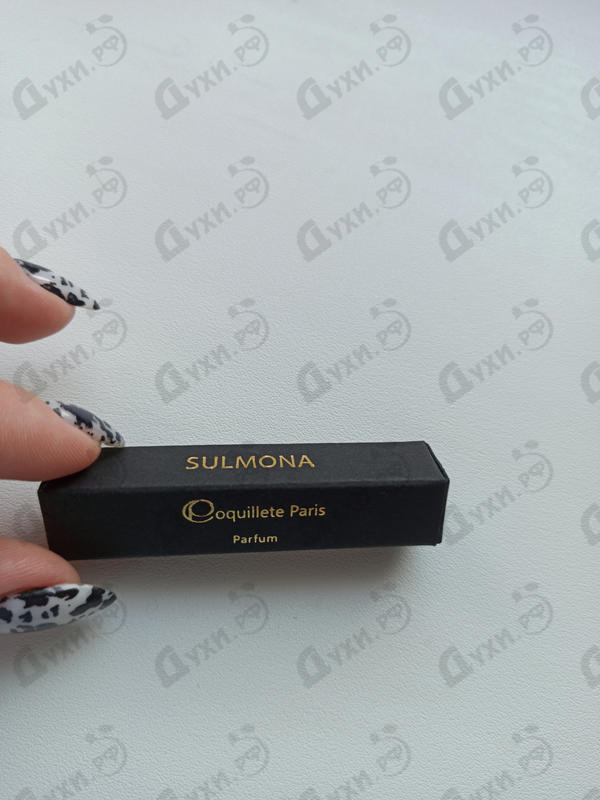 SULMONA
Coquillete Paris
Parfum
Духи.рф